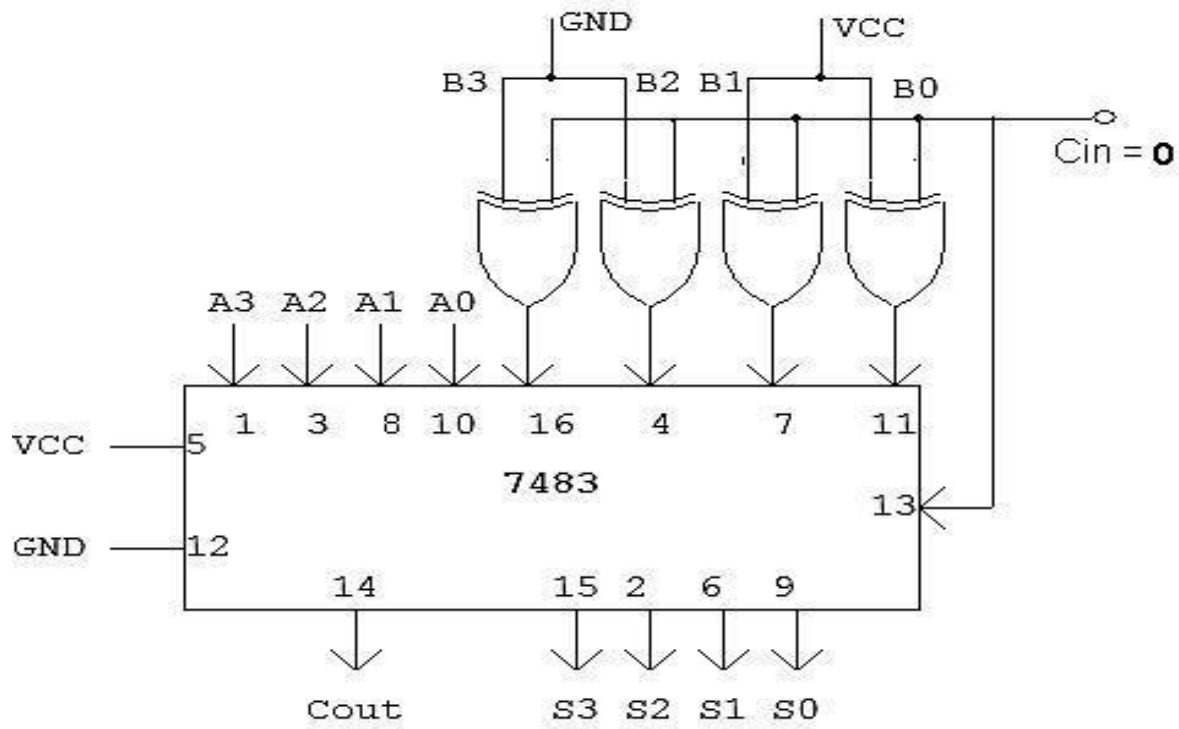 GND VCC
B3 B2 B1 B0
Cin = 0
A3 A2 A1 A0
1 3 8 10 16 4 7 11
VCC 5
7483
13
GND 12
14 15 2 6 9
Cout S3 S2 S1 S0